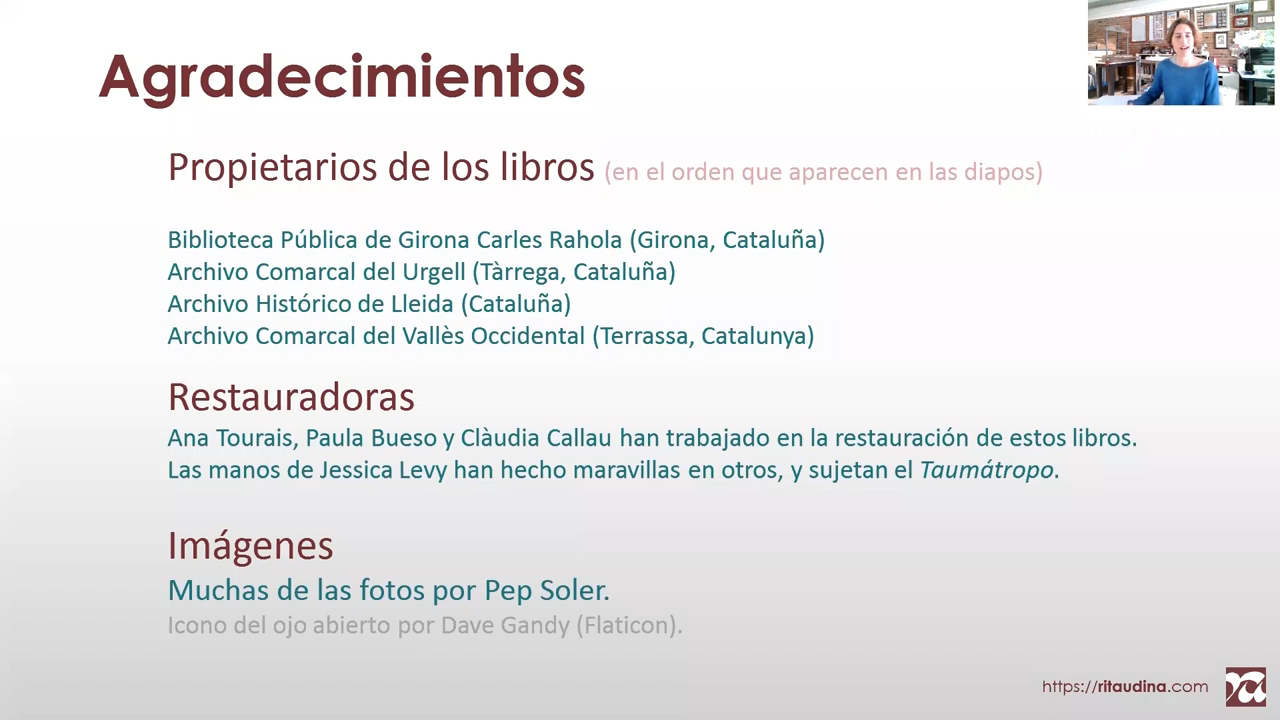 Agradecimientos
Propietarios de los libros (en el orden que aparecen en las diapos)
Biblioteca Pública de Girona Carles Rahola (Girona, Cataluña)
Archivo Comarcal del Urgell (Tàrrega, Cataluña)
Archivo Histórico de Lleida (Cataluña)
Archivo Comarcal del Vallès Occidental (Terrassa, Catalunya)
Restauradoras
Ana Tourais, Paula Bueso y Clàudia Callau han trabajado en la restauración de estos libros.
Las manos de Jessica Levy han hecho maravillas en otros, y sujetan el Taumátropo.
Imágenes
Muchas de las fotos por Pep Soler.
Icono del ojo abierto por Dave Gandy (Flaticon).
https://ritaudina.com